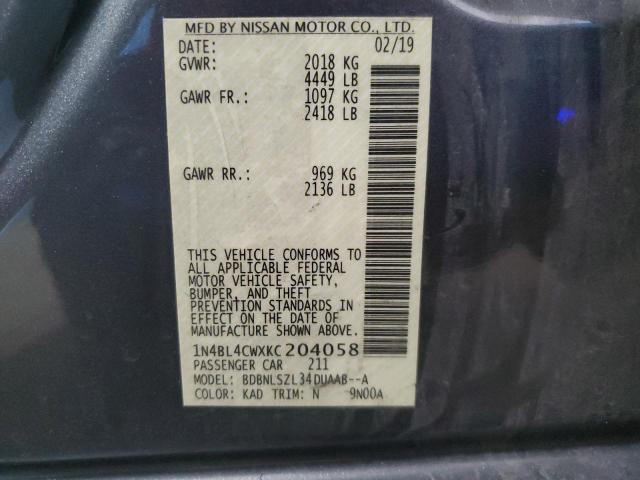 MFD BY NISSAN MOTOR CO., LTD.
DATE: 02/19
GVWR: 2018 KG
4449 LB
GAWR FR.: 1097 KG
2418 LB
GAWR RR.: 969 KG
2136 LB
THIS VEHICLE CONFORMS TO
ALL APPLICABLE FEDERAL
MOTOR VEHICLE SAFETY,
BUMPER, AND THEFT
PREVENTION STANDARDS IN
EFFECT ON THE DATE OF
MANUFACTURE SHOWN ABOVE.
1N4BL4CWXKC204058
PASSENGER CAR 211
MODEL: BDBNLSZL34DUAAB--A
COLOR: KAD TRIM: N 9N00A